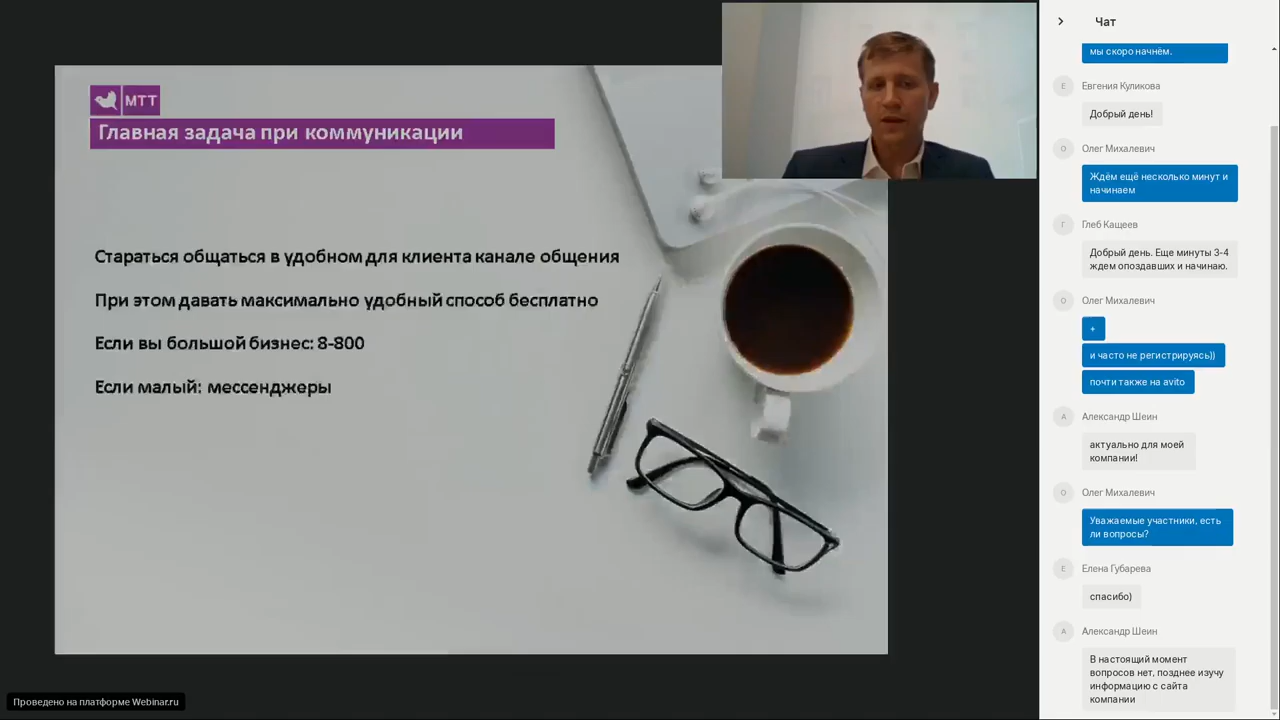 МТТ
Главная задача при коммуникации
Стараться общаться в удобном для клиента канале общения
При этом давать максимально удобный способ бесплатно
Если вы большой бизнес: 8-800
Если малый: мессенджеры
Проведено на платформе Webinar.ru
Чат
мы скоро начнём.
Е
Евгения Куликова
Добрый день!
О
Олег Михалевич
Ждём ещё несколько минут и
начинаем
Г
Глеб Кащеев
Добрый день. Еще минуты 3-4
ждем опоздавших и начинаю.
О
Олег Михалевич
+
и часто не регистрируясь))
почти также на avito
А
Александр Шеин
актуально для моей
компании!
О
Олег Михалевич
Уважаемые участники, есть
ли вопросы?
Е
Елена Губарева
спасибо)
А
Александр Шеин
В настоящий момент
вопросов нет, позднее изучу
информацию с сайта
компании